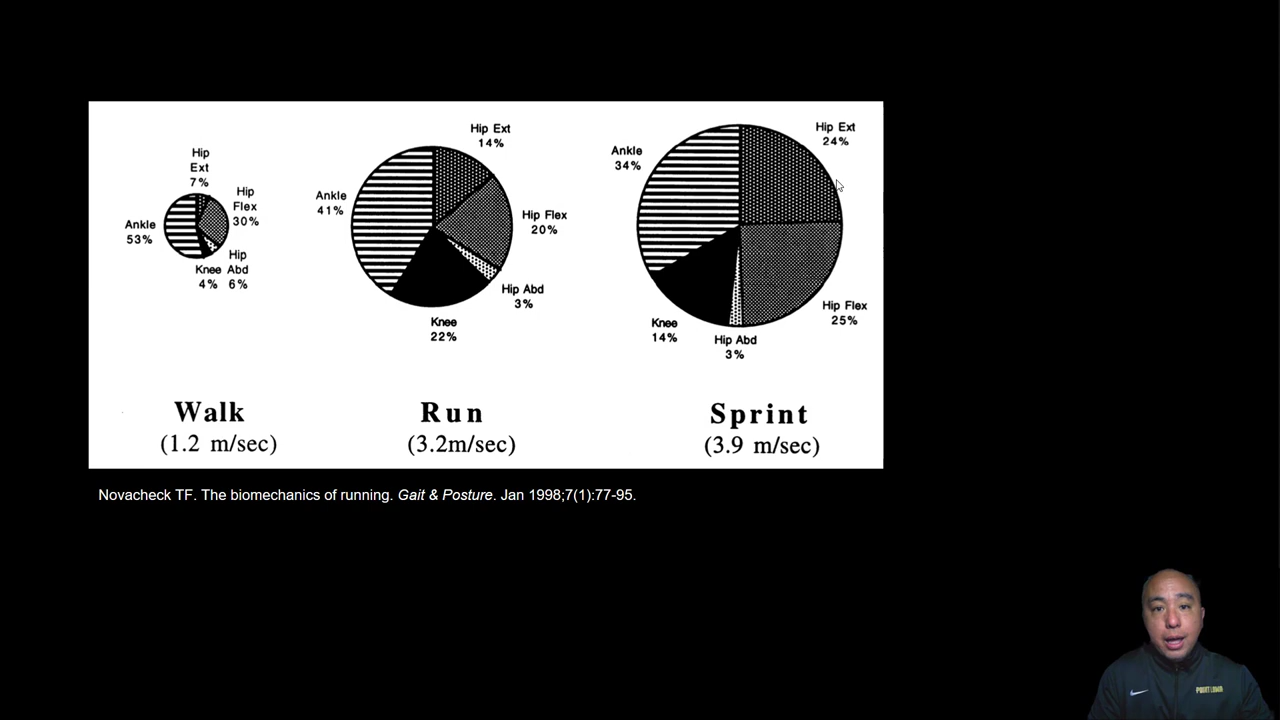 Hip
Ext
7%
Hip
Flex
30%
Ankle
53%
Hip
Abd
6%
Knee
4%
Hip Ext
14%
Ankle
41%
Hip Flex
20%
Hip Abd
3%
Knee
22%
Hip Ext
24%
Ankle
34%
Hip Flex
25%
Knee
14%
Hip Abd
3%
Walk
(1.2 m/sec)
Run
(3.2m/sec)
Sprint
(3.9 m/sec)
Novacheck TF. The biomechanics of running. Gait & Posture. Jan 1998;7(1):77-95.
POINT LOMA